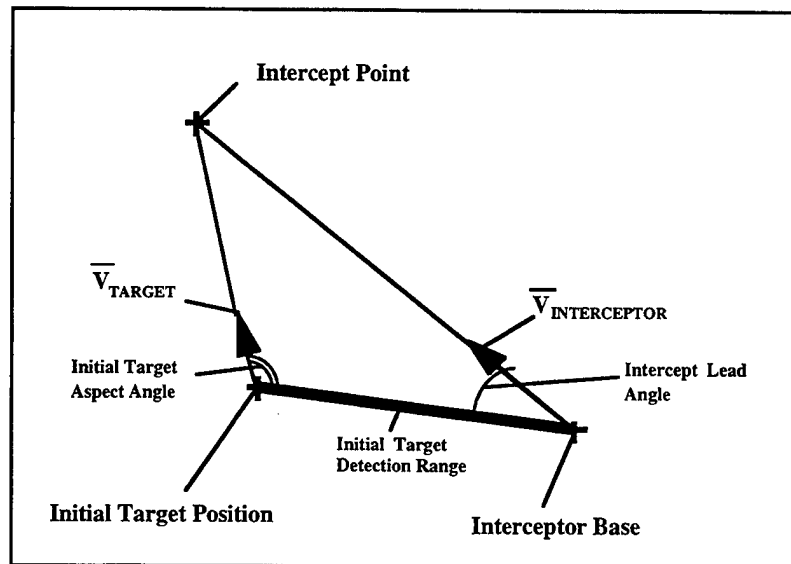 Intercept Point
V TARGET
V INTERCEPTOR
Initial Target
Aspect Angle
Intercept Lead
Angle
Initial Target
Detection Range
Initial Target Position
Interceptor Base